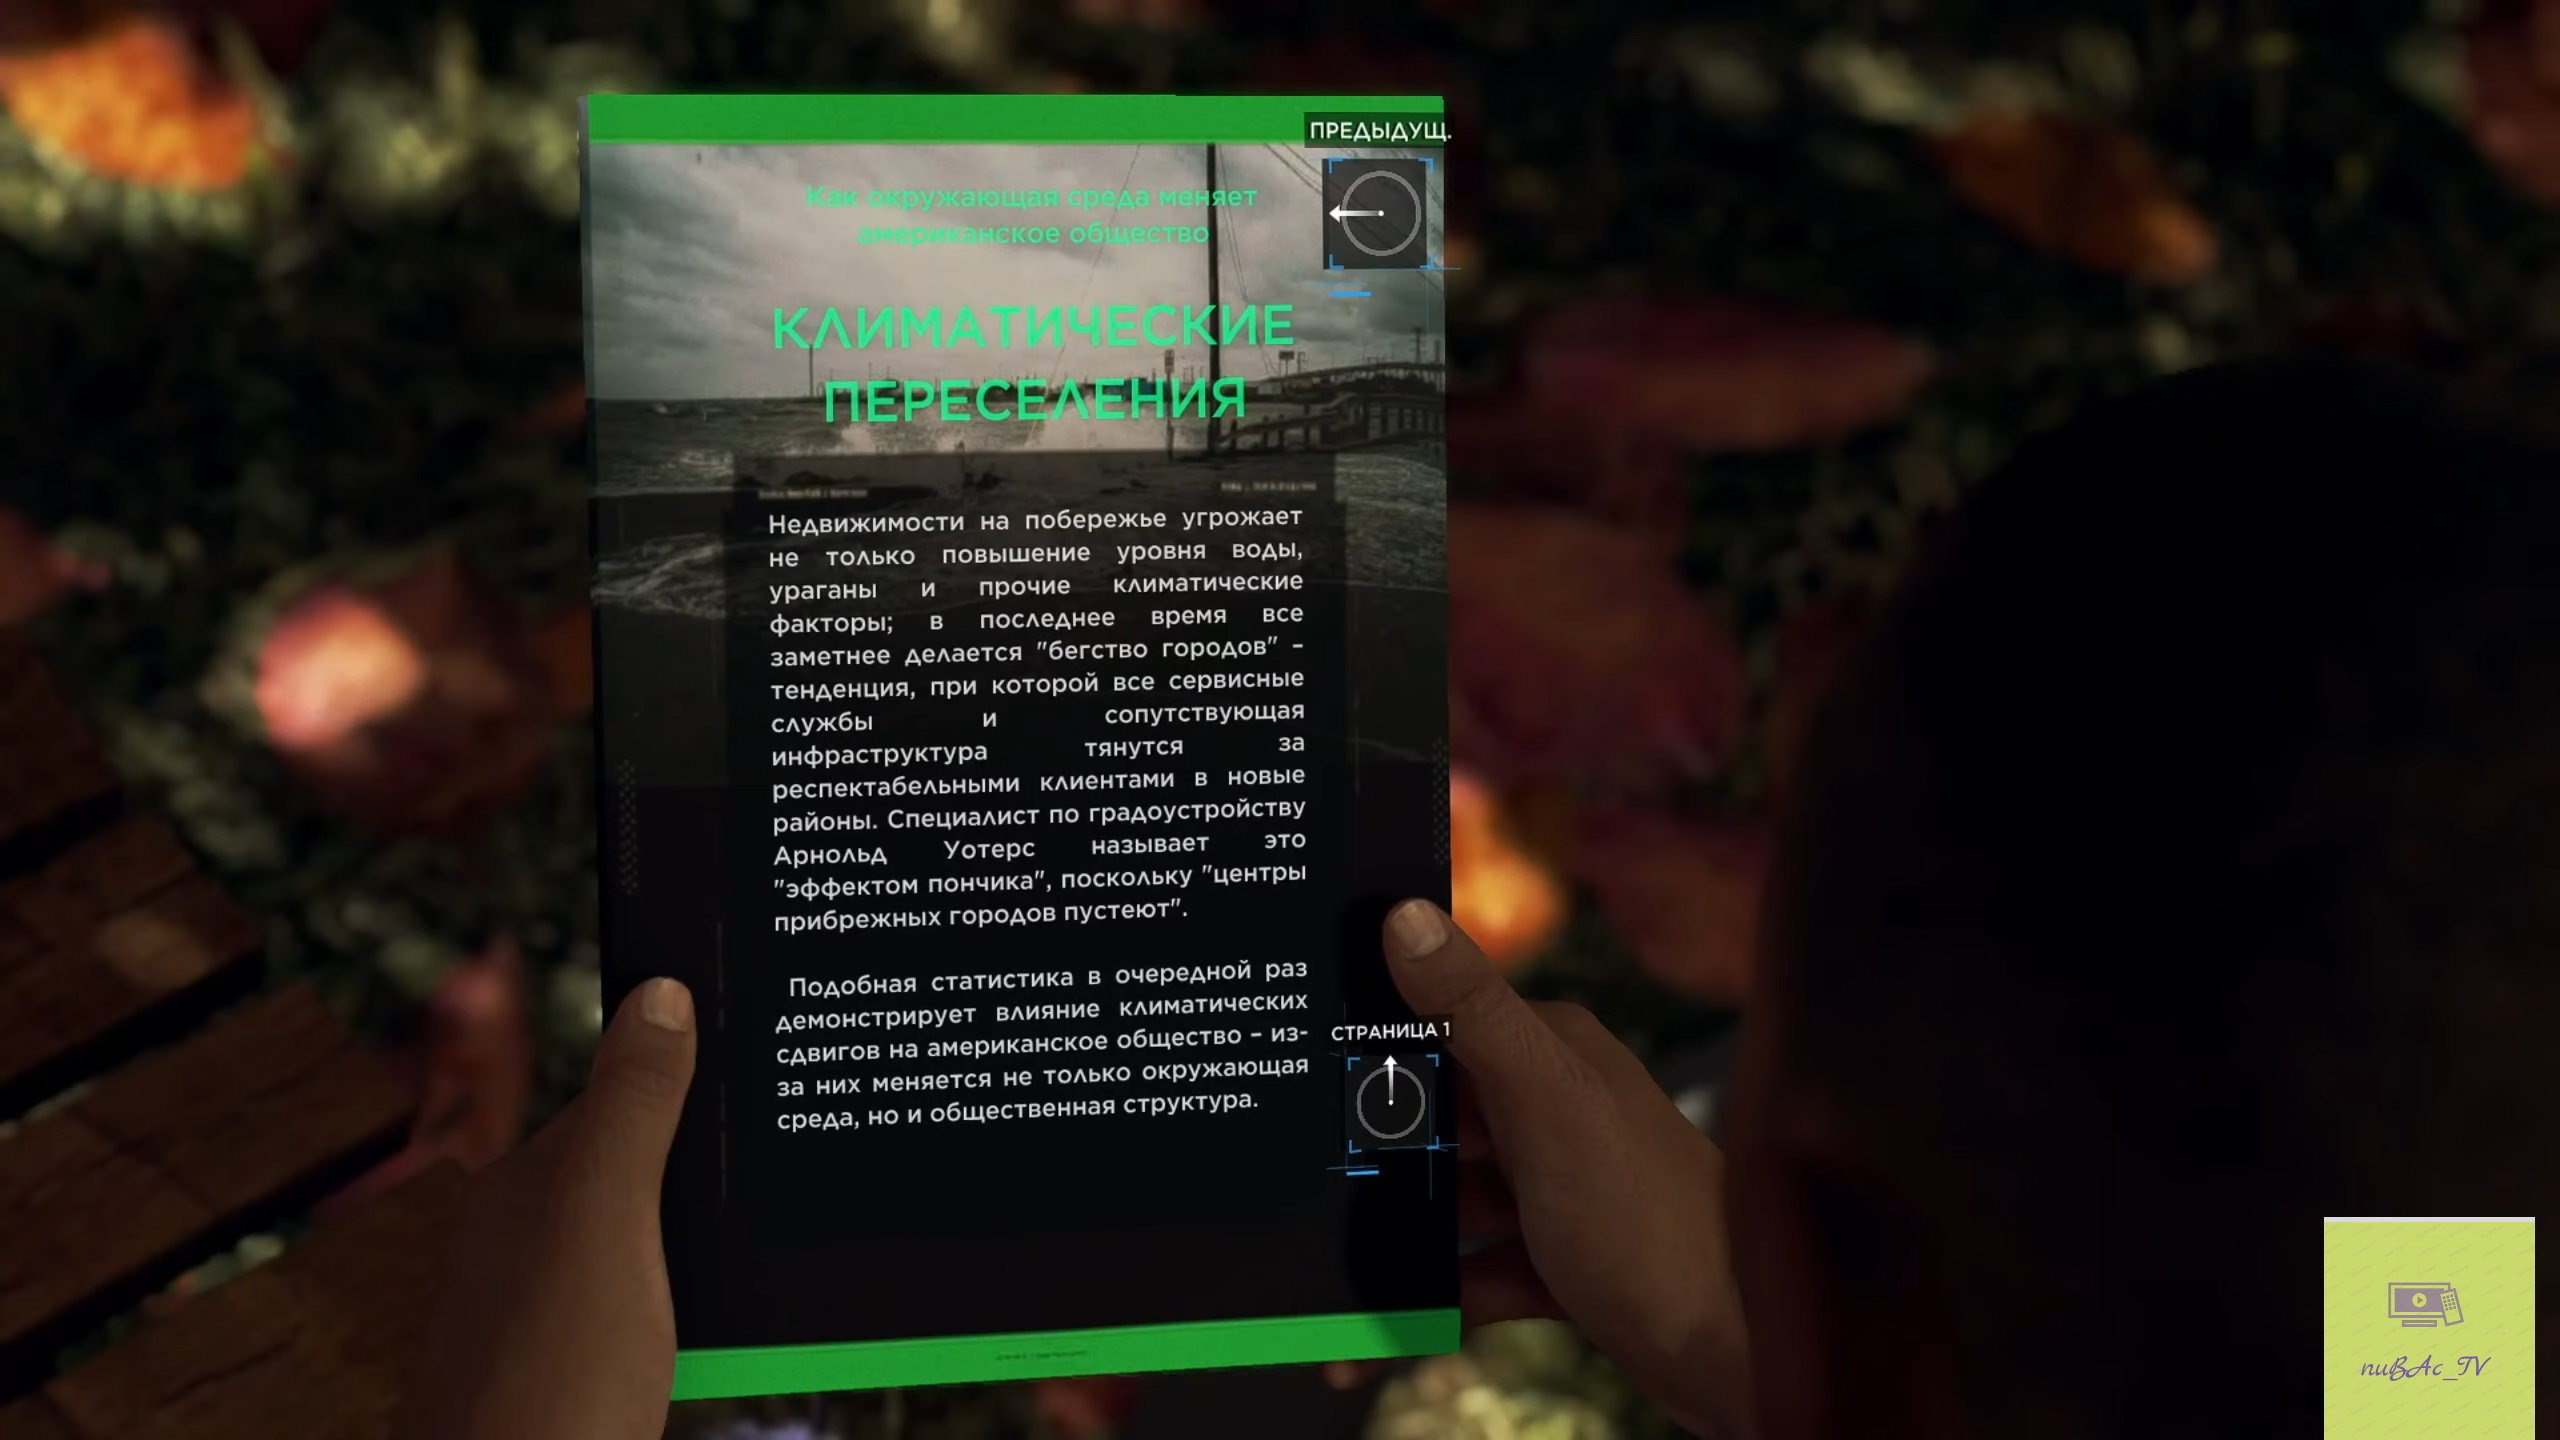 ПРЕДЫДУЩ.
Как окружающая среда меняет
американское общество
КЛИМАТИЧЕСКИЕ
ПЕРЕСЕЛЕНИЯ
Недвижимости на побережье угрожает
не только повышение уровня воды,
ураганы и прочие климатические
факторы; в последнее время все
заметнее делается "бегство городов" –
тенденция, при которой все сервисные
службы и сопутствующая
инфраструктура тянутся за
респектабельными клиентами в новые
районы. Специалист по градоустройству
Арнольд Уотерс называет это
"эффектом пончика", поскольку "центры
прибрежных городов пустеют".
Подобная статистика в очередной раз
демонстрирует влияние климатических
сдвигов на американское общество – из-
за них меняется не только окружающая
среда, но и общественная структура.
СТРАНИЦА 1
nuBAc_TV